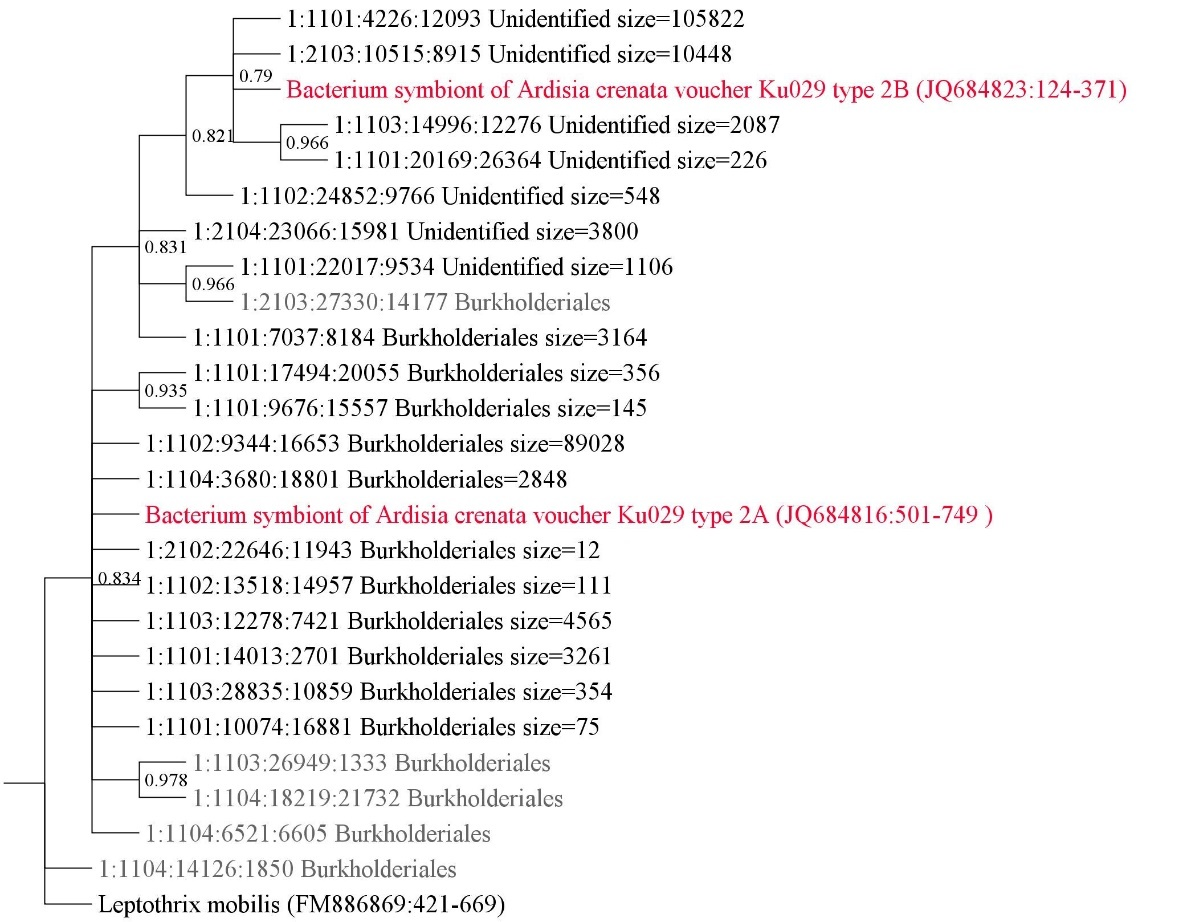 1:1101:4226:12093 Unidentified size=105822
1:2103:10515:8915 Unidentified size=10448
0.79
Bacterium symbiont of Ardisia crenata voucher Ku029 type 2B (JQ684823:124-371)
1:1103:14996:12276 Unidentified size=2087
0.821
0.966
1:1101:20169:26364 Unidentified size=226
1:1102:24852:9766 Unidentified size=548
1:2104:23066:15981 Unidentified size=3800
0.831
1:1101:22017:9534 Unidentified size=1106
0.966
1:2103:27330:14177 Burkholderiales
1:1101:7037:8184 Burkholderiales size=3164
1:1101:17494:20055 Burkholderiales size=356
0.935
1:1101:9676:15557 Burkholderiales size=145
1:1102:9344:16653 Burkholderiales size=89028
1:1104:3680:18801 Burkholderiales=2848
Bacterium symbiont of Ardisia crenata voucher Ku029 type 2A (JQ684816:501-749 )
1:2102:22646:11943 Burkholderiales size=12
0.834
1:1102:13518:14957 Burkholderiales size=111
1:1103:12278:7421 Burkholderiales size=4565
1:1101:14013:2701 Burkholderiales size=3261
1:1103:28835:10859 Burkholderiales size=354
1:1101:10074:16881 Burkholderiales size=75
1:1103:26949:1333 Burkholderiales
0.978
1:1104:18219:21732 Burkholderiales
1:1104:6521:6605 Burkholderiales
1:1104:14126:1850 Burkholderiales
Leptothrix mobilis (FM886869:421-669)